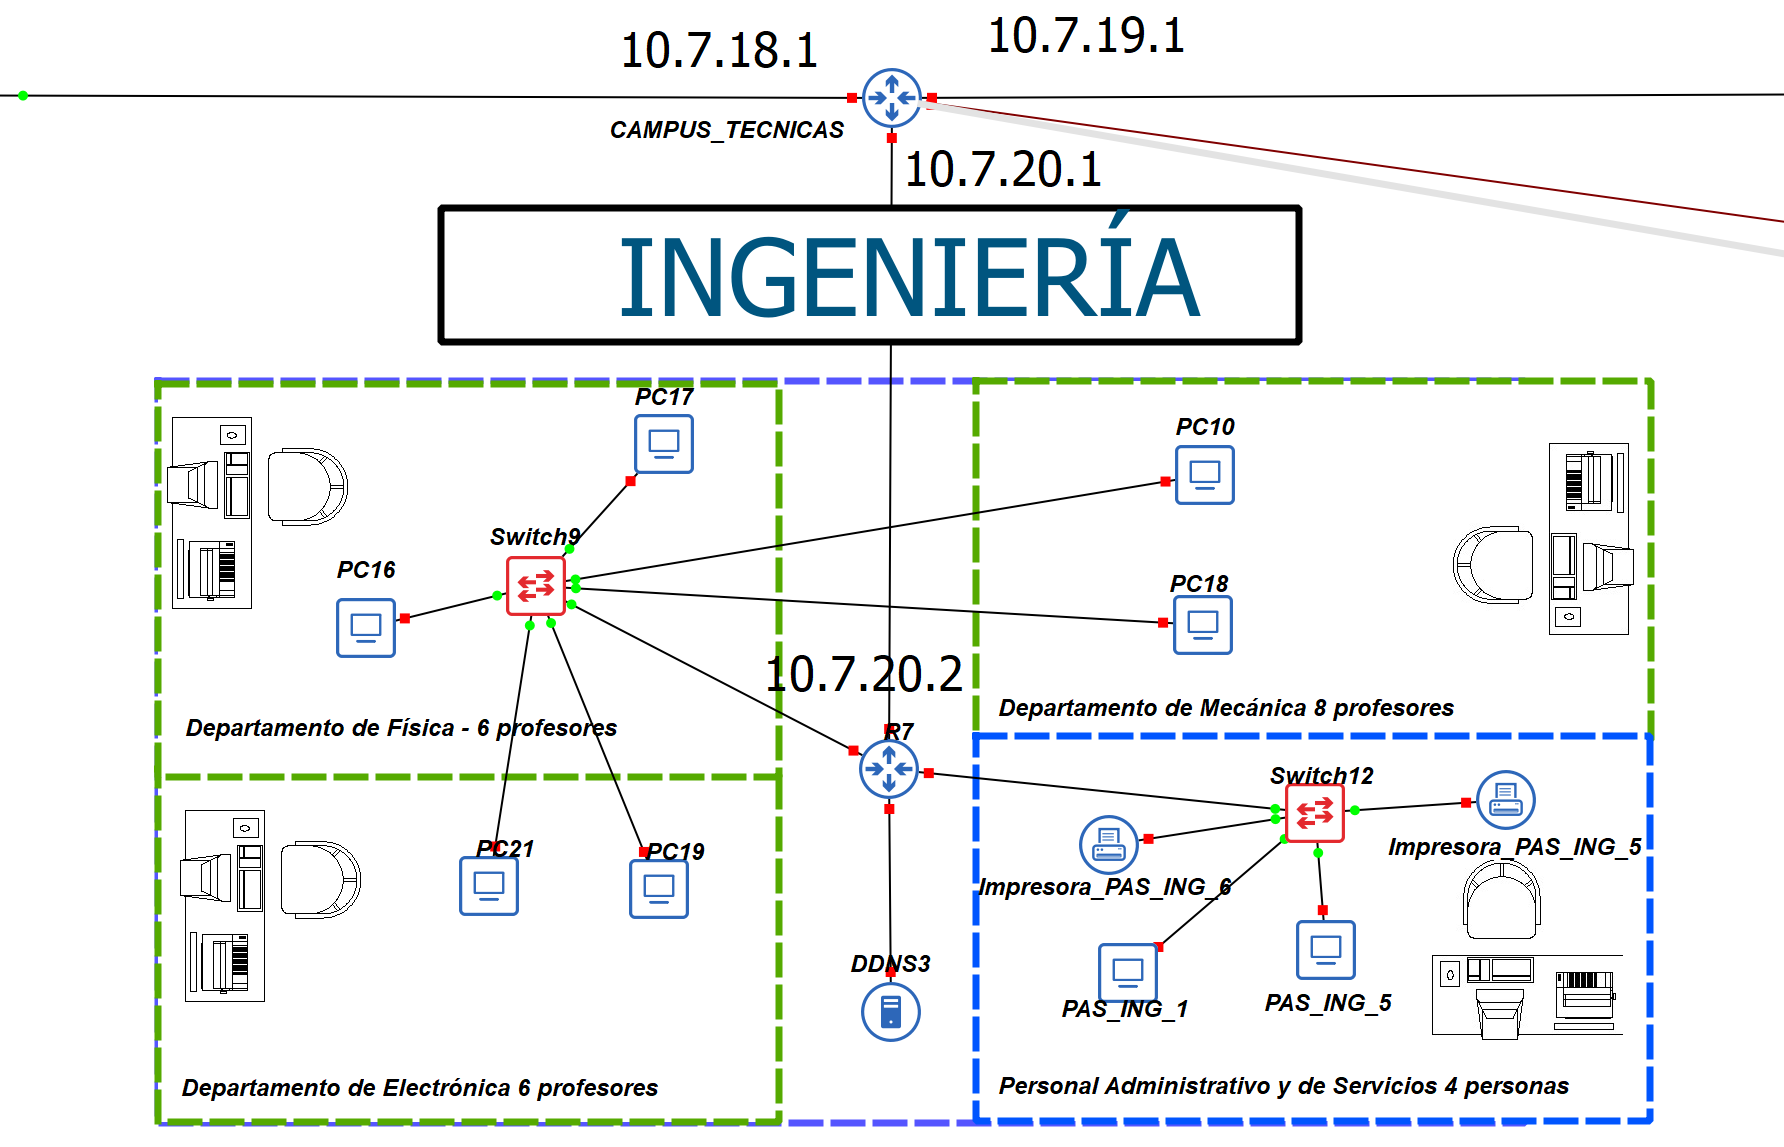 10.7.18.1
10.7.19.1
CAMPUS_TECNICAS
10.7.20.1
INGENIERÍA
PC17
PC10
Switch9
PC16
PC18
10.7.20.2
Departamento de Física - 6 profesores
Departamento de Mecánica 8 profesores
R7
Switch12
PC21
PC19
Impresora_PAS_ING_5
Impresora_PAS_ING_6
DDNS3
PAS_ING_1
PAS_ING_5
Departamento de Electrónica 6 profesores
Personal Administrativo y de Servicios 4 personas